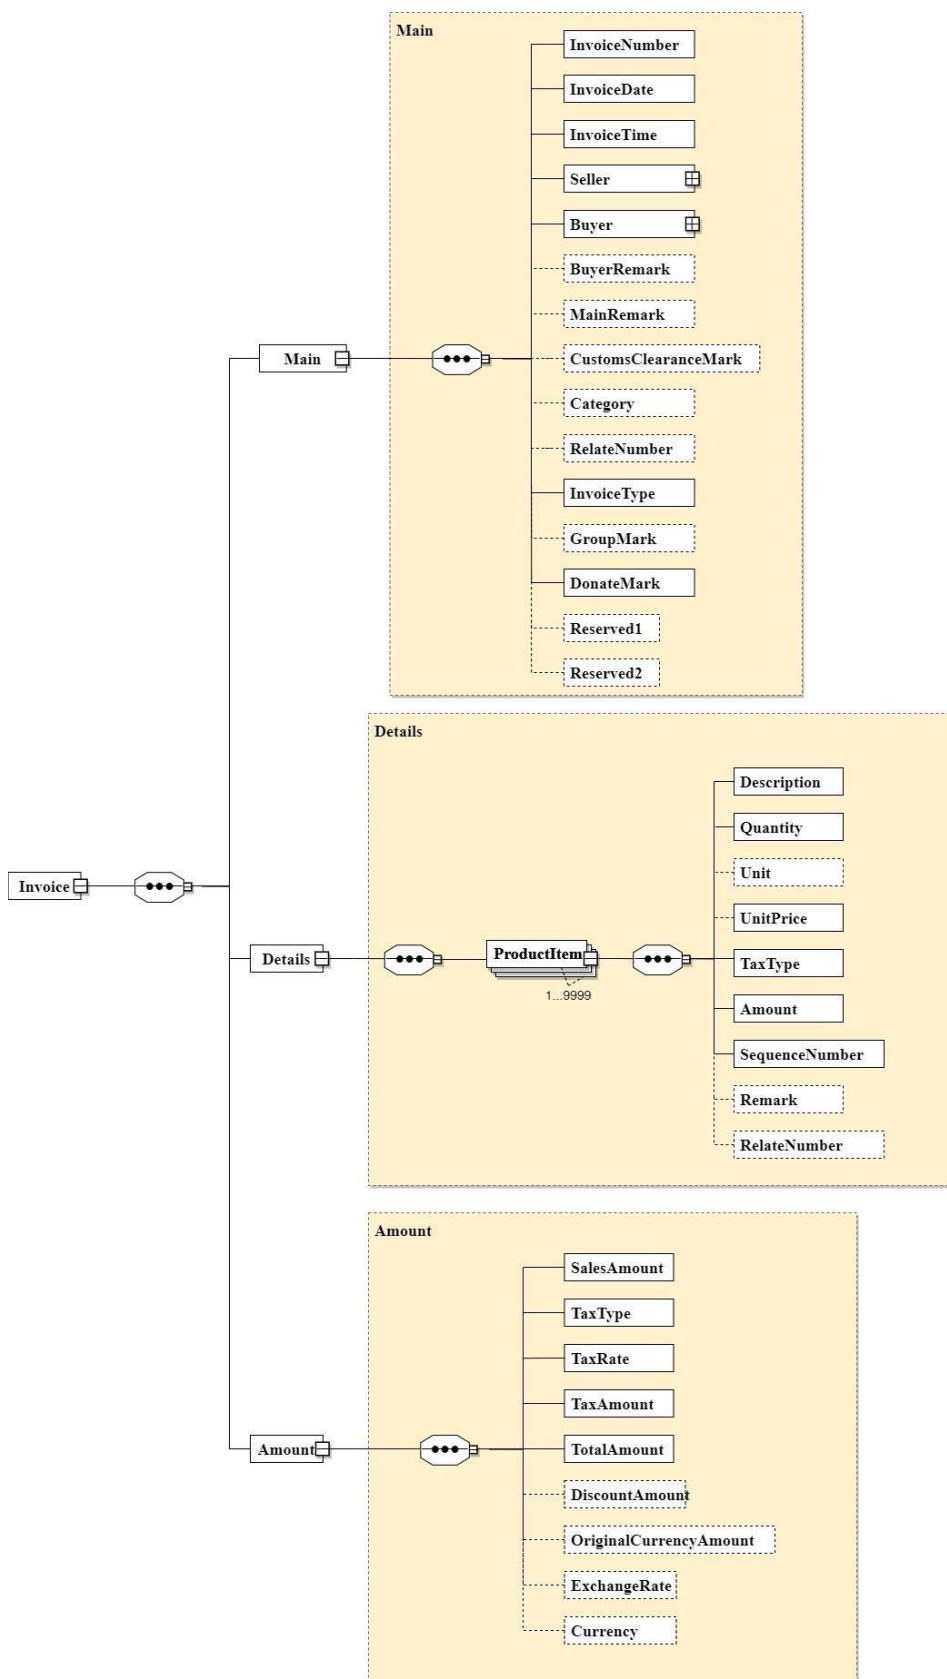 Main
InvoiceNumber
InvoiceDate
InvoiceTime
Seller
Buyer
BuyerRemark
MainRemark
Main
CustomsClearanceMark
Category
RelateNumber
InvoiceType
GroupMark
DonateMark
Reserved1
Reserved2
Details
Description
Quantity
Invoice
Unit
UnitPrice
Details
ProductItem
TaxType
1...9999
Amount
SequenceNumber
Remark
RelateNumber
Amount
SalesAmount
TaxType
TaxRate
TaxAmount
Amount
TotalAmount
DiscountAmount
OriginalCurrencyAmount
ExchangeRate
Currency